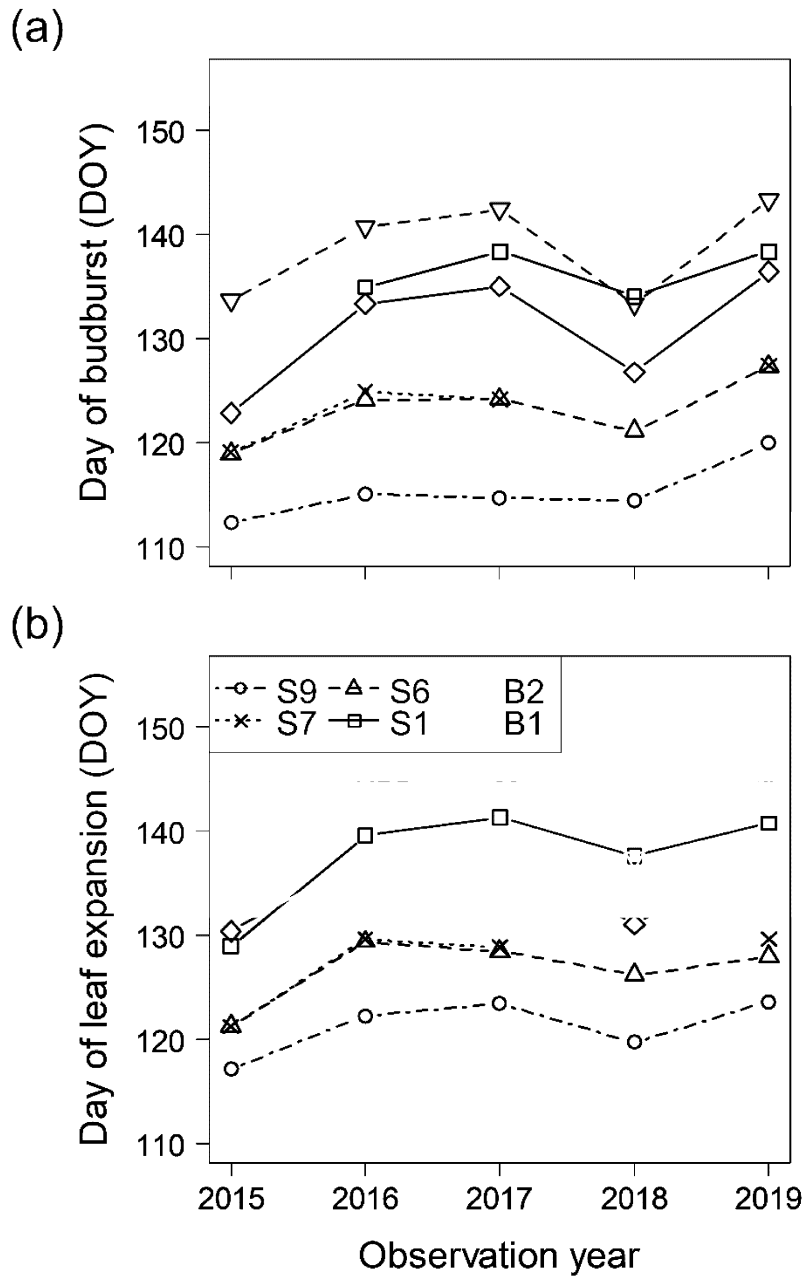 (a)
Day of budburst (DOY)
150
140
130
120
110
(b)
Day of leaf expansion (DOY)
S9 S6 B2
S7 S1 B1
150
140
130
120
110
2015 2016 2017 2018 2019
Observation year